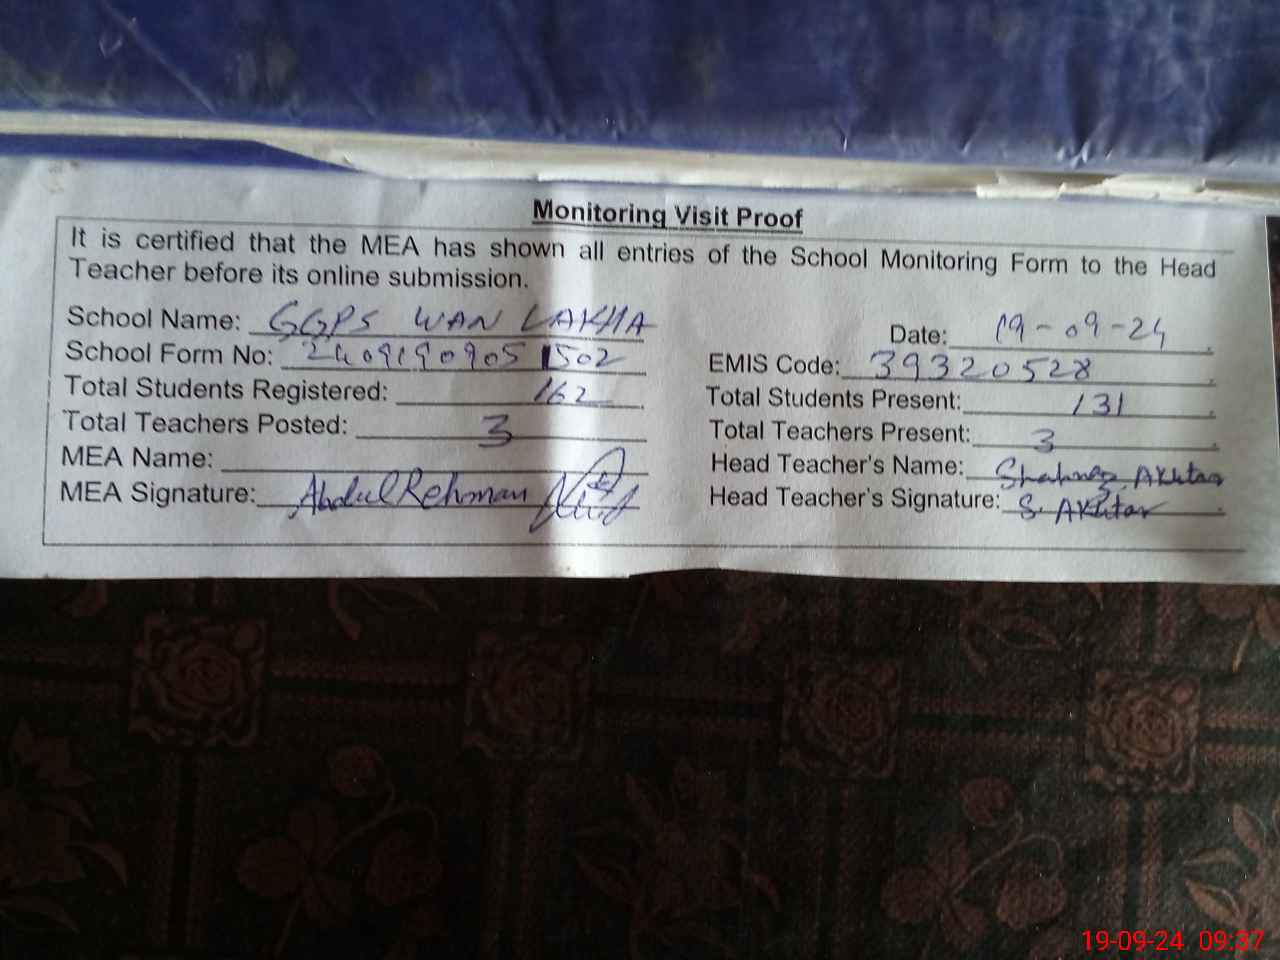 Monitoring Visit Proof
It is certified that the MEA has shown all entries of the School Monitoring Form to the Head
Teacher before its online submission.
School Name: GGPS WAN LAKHA
Date: 19-09-24
School Form No: 2409190905 1502
EMIS Code: 39320528
Total Students Registered: 162
Total Students Present: 131
Total Teachers Posted: 3
Total Teachers Present: 3
MEA Name:
Head Teacher's Name: Shahnaz Akhtar
MEA Signature: Abdul Rehman
Head Teacher's Signature: S. Akhtar
19-09-24 09:37